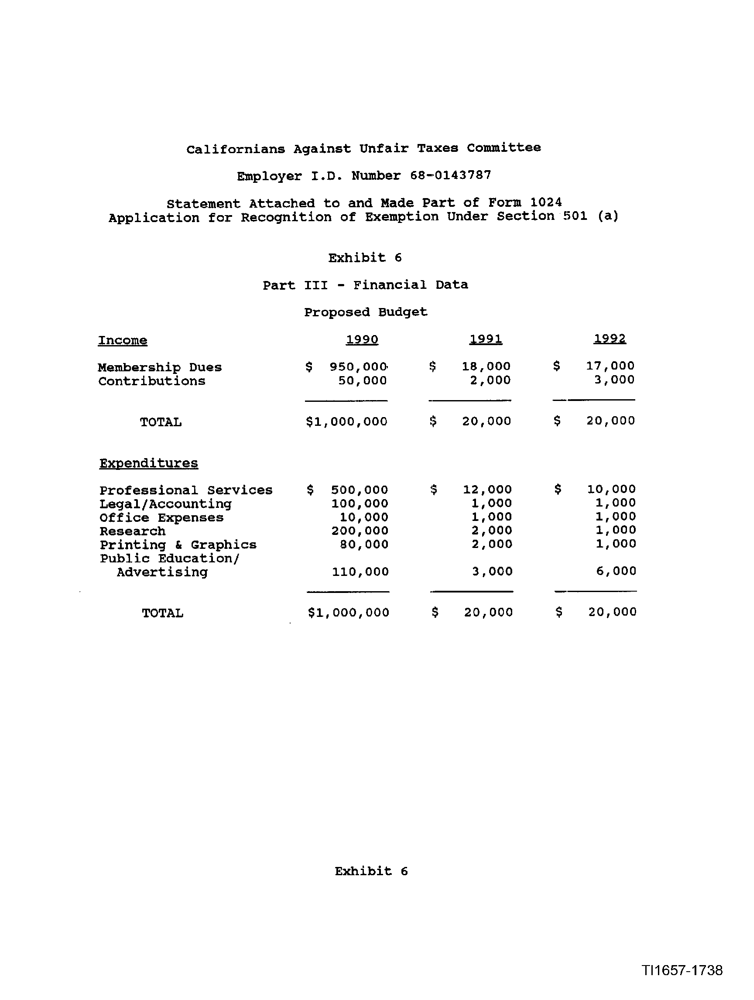 Californians Against Unfair Taxes Committee
Employer I.D. Number 68-0143787
Statement Attached to and Made Part of Form 1024
Application for Recognition of Exemption Under Section 501 (a)
Exhibit 6
Part III - Financial Data
Proposed Budget
Income 1990 1991 1992
Membership Dues $ 950,000 $ 18,000 $ 17,000
Contributions 50,000 2,000 3,000
TOTAL $1,000,000 $ 20,000 $ 20,000
Expenditures
Professional Services $ 500,000 $ 12,000 $ 10,000
Legal/Accounting 100,000 1,000 1,000
Office Expenses 10,000 1,000 1,000
Research 200,000 2,000 1,000
Printing & Graphics 80,000 2,000 1,000
Public Education/
Advertising 110,000 3,000 6,000
TOTAL $1,000,000 $ 20,000 $ 20,000
Exhibit 6
TI1657-1738